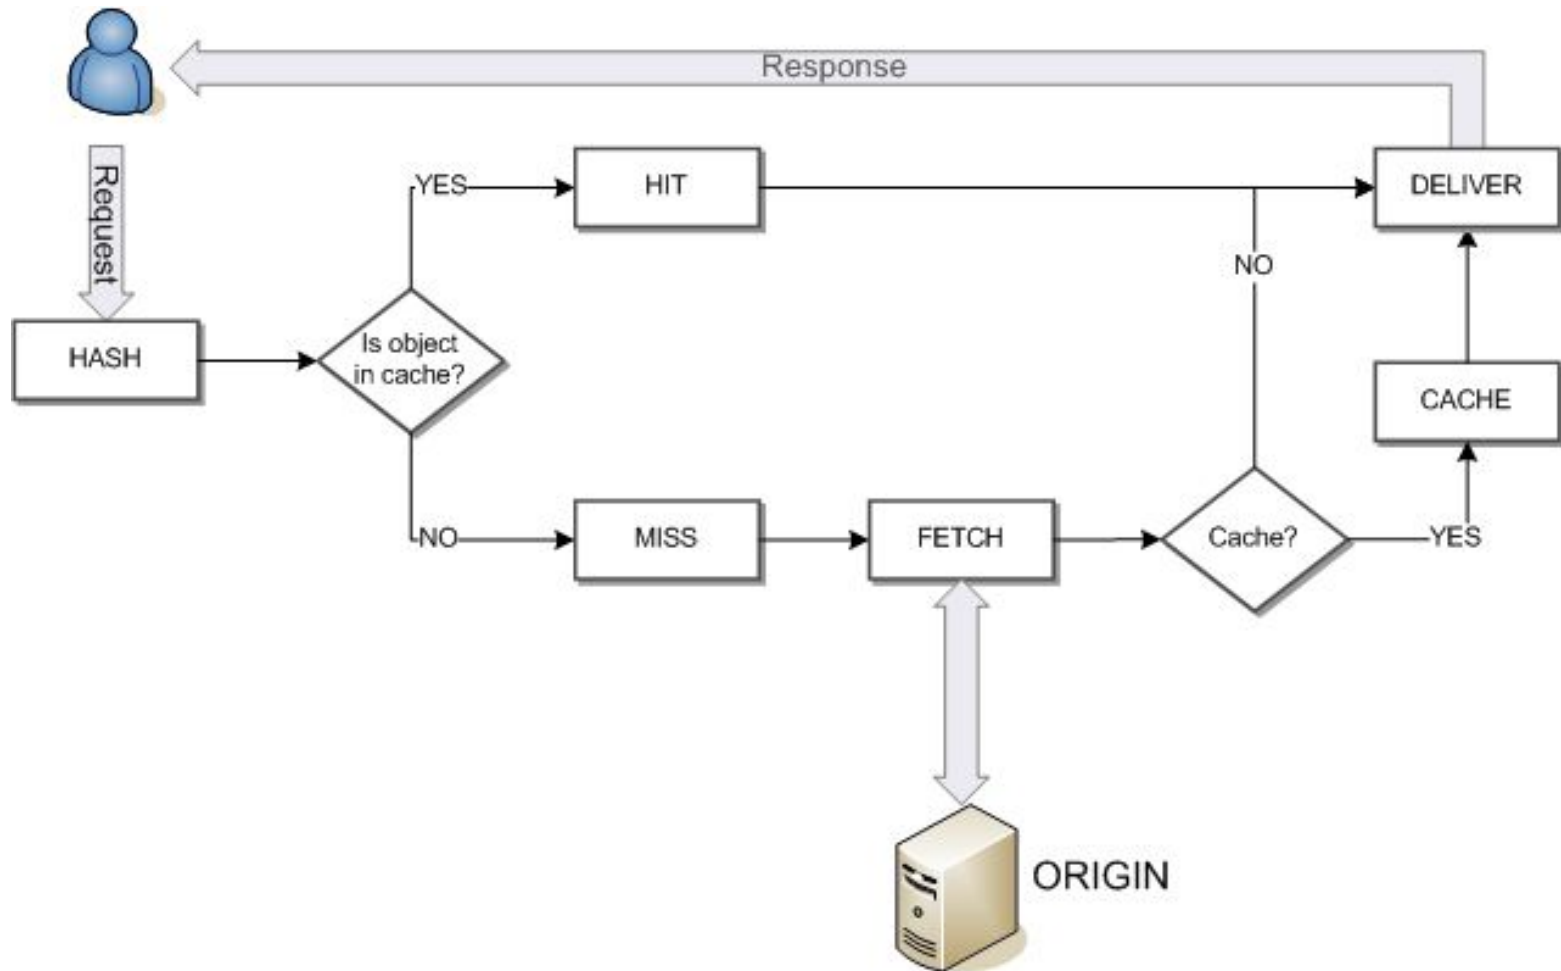 Response
Request
YES
HIT
DELIVER
NO
HASH
Is object
in cache?
CACHE
NO
MISS
FETCH
Cache?
YES
ORIGIN